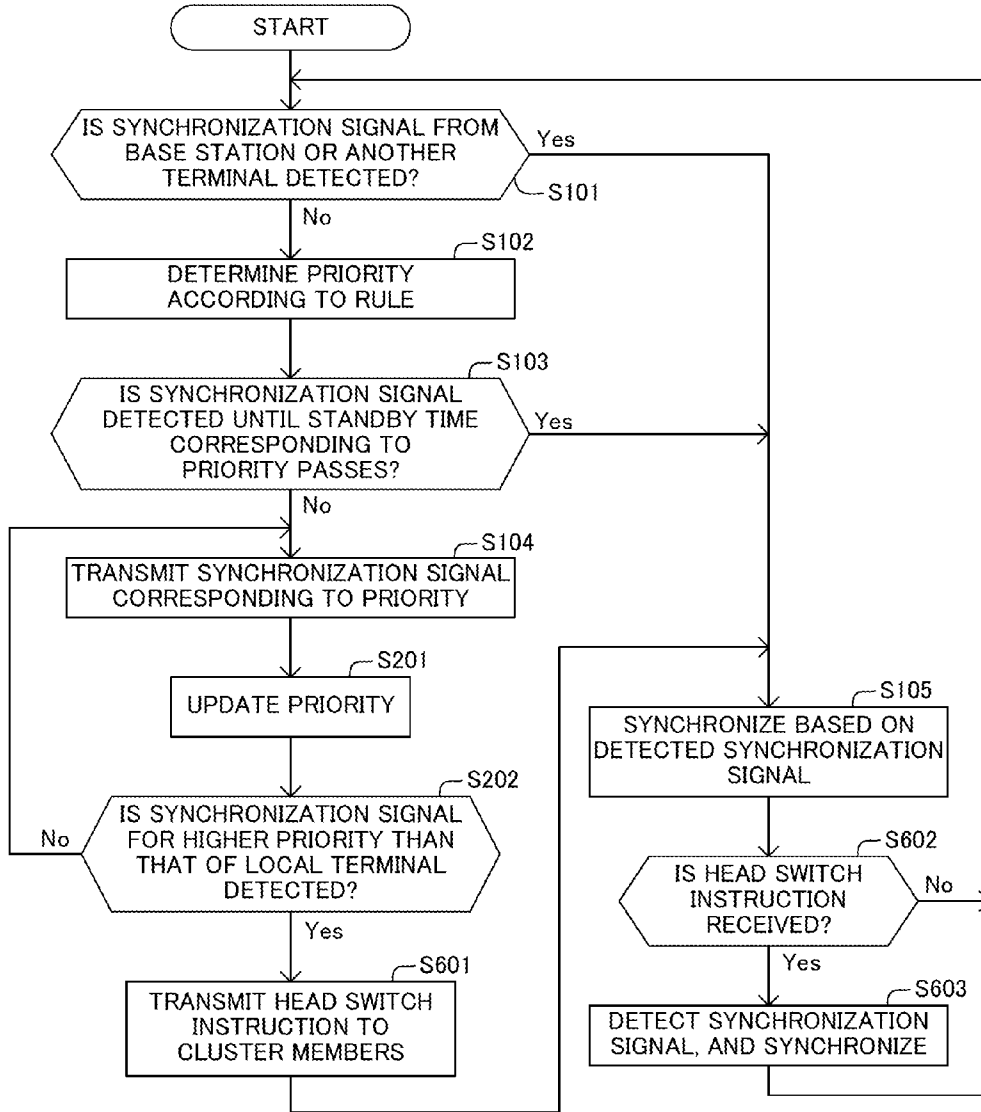 START
IS SYNCHRONIZATION SIGNAL FROM
BASE STATION OR ANOTHER
TERMINAL DETECTED?
Yes
S101
No
S102
DETERMINE PRIORITY
ACCORDING TO RULE
S103
IS SYNCHRONIZATION SIGNAL
DETECTED UNTIL STANDBY TIME
CORRESPONDING TO
PRIORITY PASSES?
Yes
No
S104
TRANSMIT SYNCHRONIZATION SIGNAL
CORRESPONDING TO PRIORITY
S201
UPDATE PRIORITY
S202
IS SYNCHRONIZATION SIGNAL
FOR HIGHER PRIORITY THAN
THAT OF LOCAL TERMINAL
DETECTED?
No
Yes
S601
TRANSMIT HEAD SWITCH
INSTRUCTION TO
CLUSTER MEMBERS
S105
SYNCHRONIZE BASED ON
DETECTED SYNCHRONIZATION
SIGNAL
S602
IS HEAD SWITCH
INSTRUCTION
RECEIVED?
No
Yes
S603
DETECT SYNCHRONIZATION
SIGNAL, AND SYNCHRONIZE